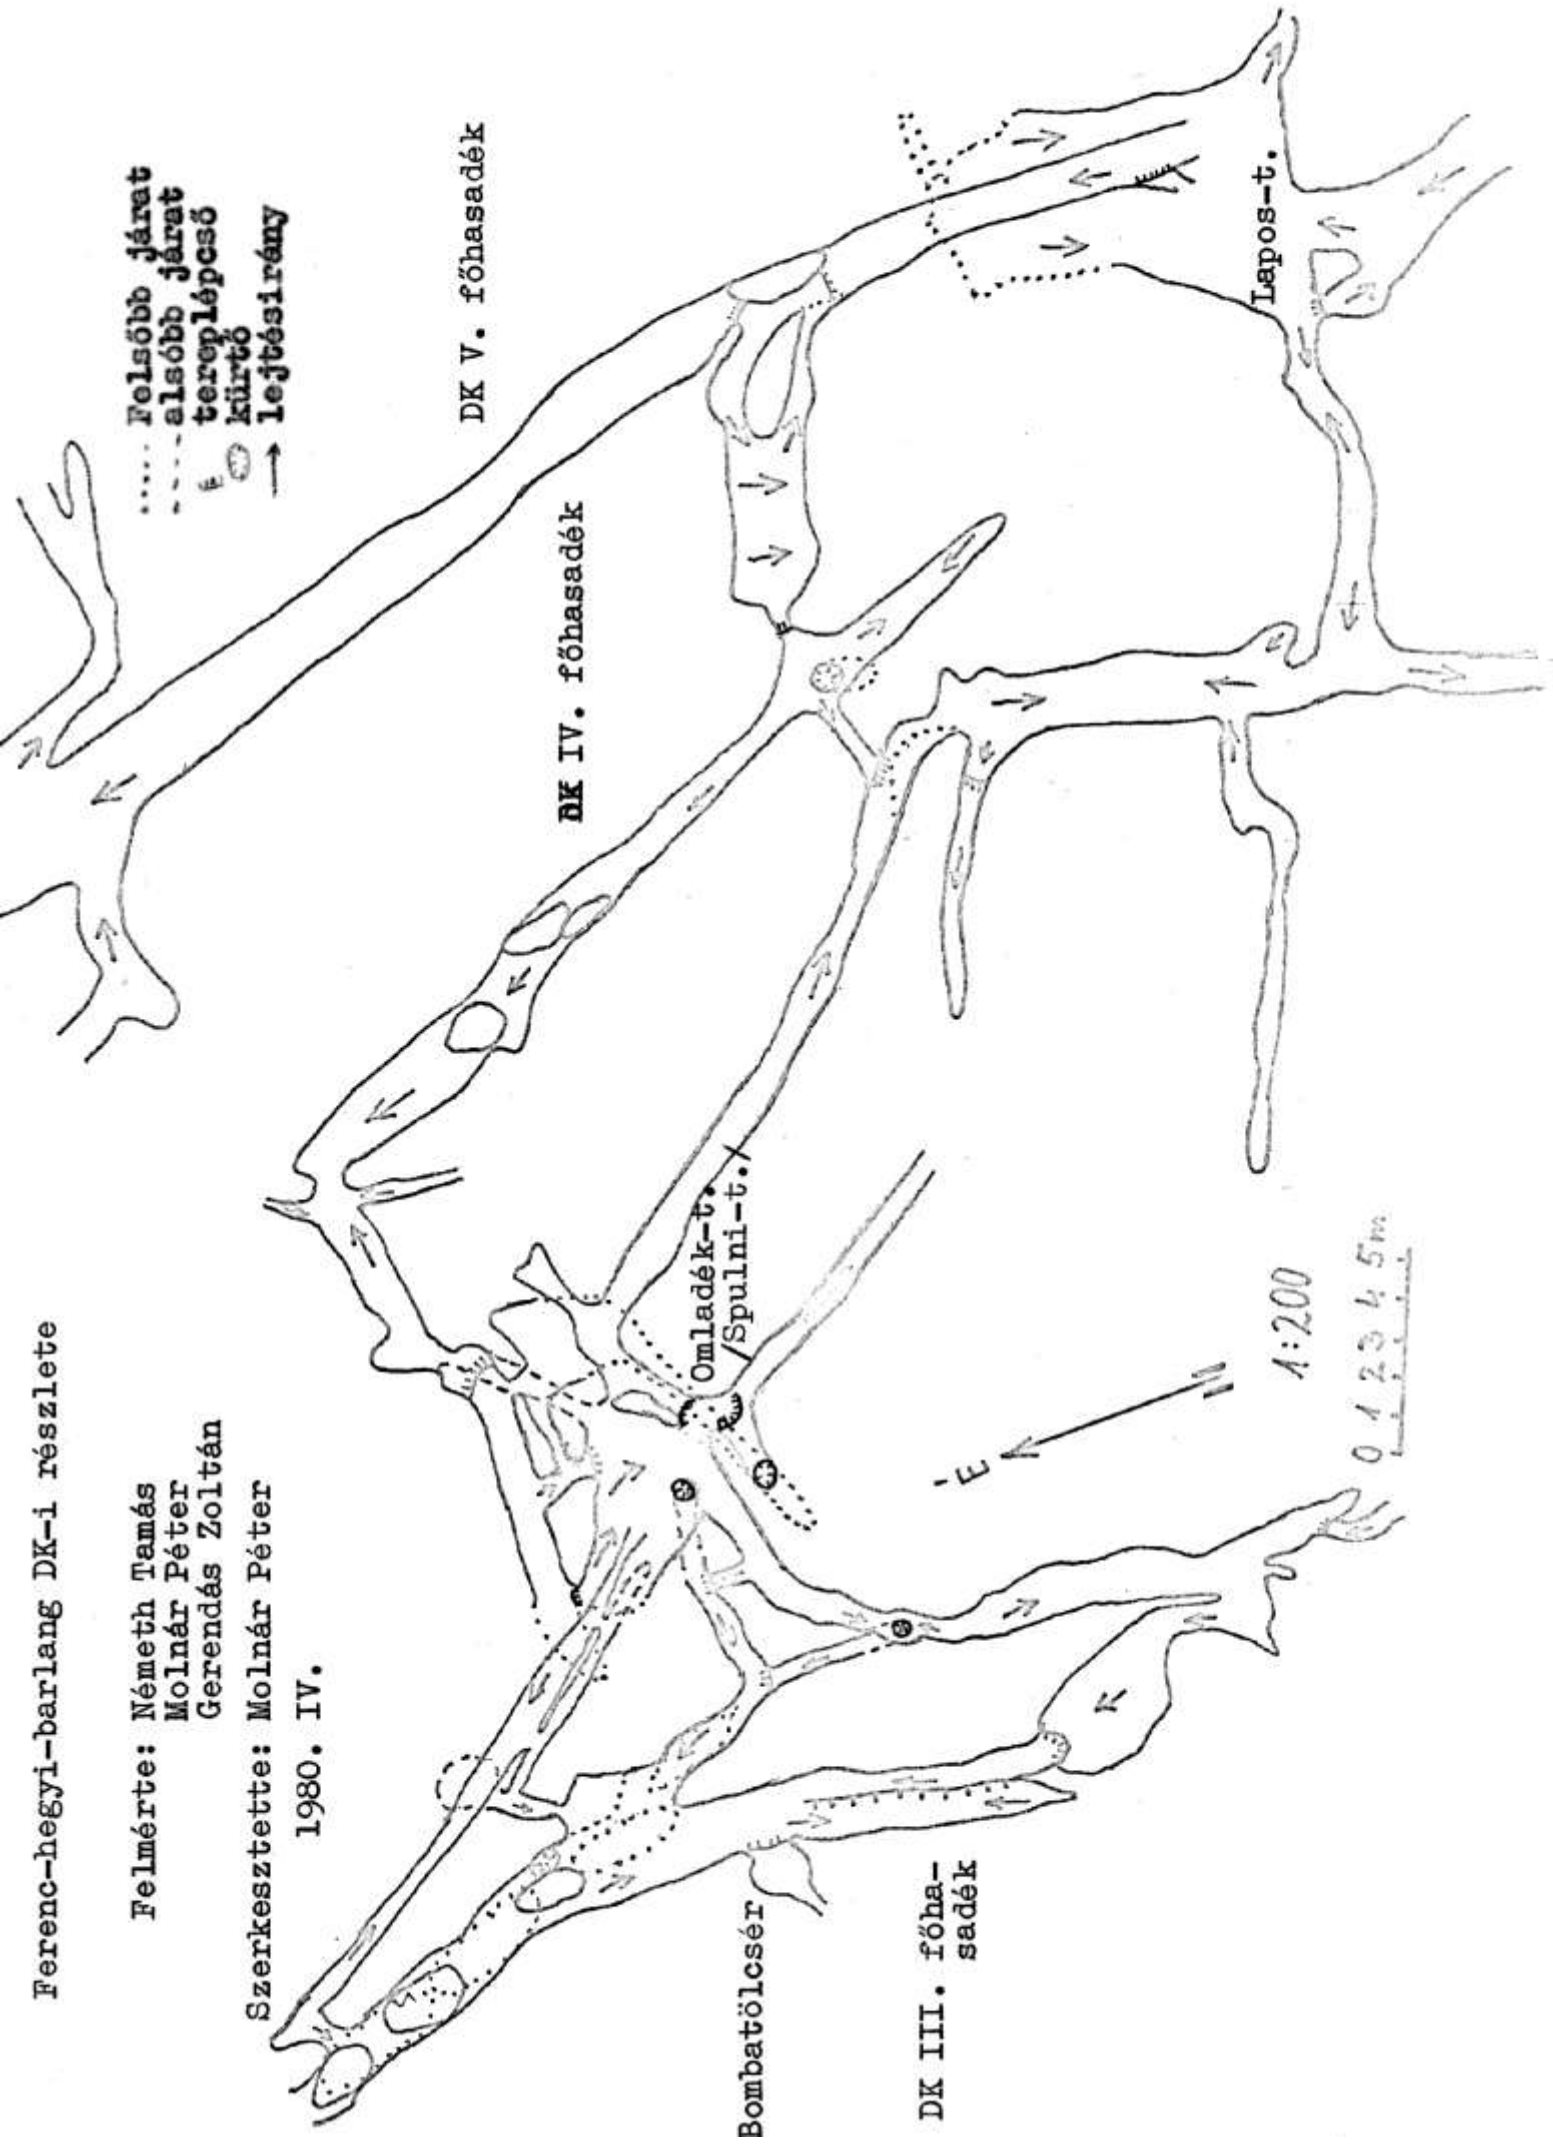 Ferenc-hegyi-barlang DK-i részlete
Felmérte: Németh Tamás
Molnár Péter
Gerendás Zoltán
Szerkesztette: Molnár Péter
1980. IV.
Felsőbb járat
alsóbb járat
tereplépcső
kürtő
lejtésirány
DK V. főhasadék
DK IV. főhasadék
Lapos-t.
Omladék-t.
/Spulni-t./
Bombatölcsér
DK III. főha-
sadék
É
1:200
0 1 2 3 4 5m